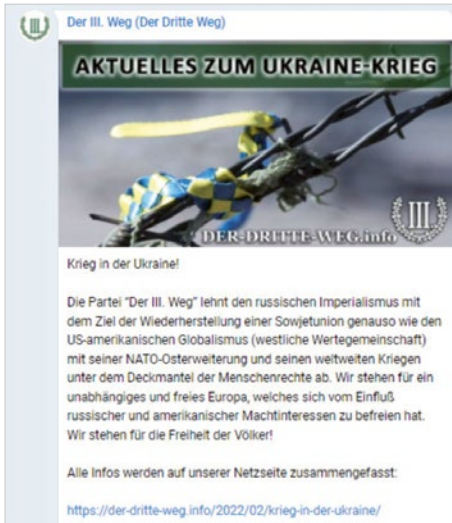 Der III. Weg (Der Dritte Weg)
AKTUELLES ZUM UKRAINE-KRIEG
III
DER-DRITTE-WEG.info
Krieg in der Ukraine!
Die Partei "Der III. Weg" lehnt den russischen Imperialismus mit
dem Ziel der Wiederherstellung einer Sowjetunion genauso wie den
US-amerikanischen Globalismus (westliche Wertegemeinschaft)
mit seiner NATO-Osterweiterung und seinen weltweiten Kriegen
unter dem Deckmantel der Menschenrechte ab. Wir stehen für ein
unabhängiges und freies Europa, welches sich vom Einfluß
russischer und amerikanischer Machtinteressen zu befreien hat.
Wir stehen für die Freiheit der Völker!
Alle Infos werden auf unserer Netzseite zusammengefasst:
https://der-dritte-weg.info/2022/02/krieg-in-der-ukraine/